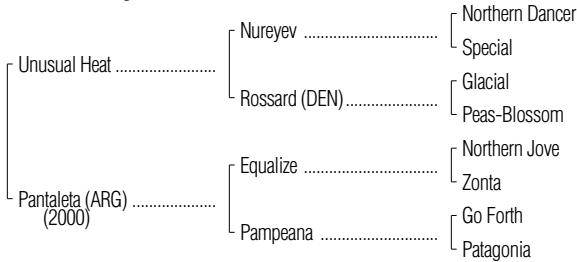 Northern Dancer
Nureyev ......................................
Special
Unusual Heat ............................
Glacial
Rossard (DEN)..........................
Peas-Blossom
Northern Jove
Equalize ......................................
Zonta
Pantaleta (ARG) ........................
(2000)
Go Forth
Pampeana .................................
Patagonia